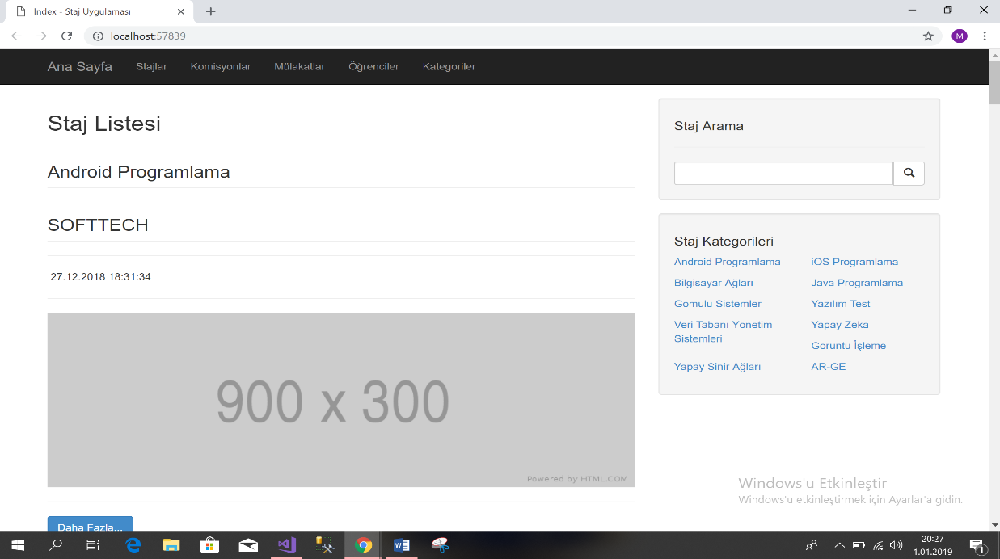 Index - Staj Uygulaması
localhost:57839
M
Ana Sayfa Stajlar Komisyonlar Mülakatlar Öğrenciler Kategoriler
Staj Listesi
Android Programlama
SOFTTECH
27.12.2018 18:31:34
900 x 300
Powered by HTML.COM
Daha Fazla...
Staj Arama
Staj Kategorileri
Android Programlama
Bilgisayar Ağları
Gömülü Sistemler
Veri Tabanı Yönetim
Sistemleri
Yapay Sinir Ağları
iOS Programlama
Java Programlama
Yazılım Test
Yapay Zeka
Görüntü İşleme
AR-GE
Windows'u Etkinleştir
Windows'u etkinleştirmek için Ayarlar'a gidin.
20:27
1.01.2019
1